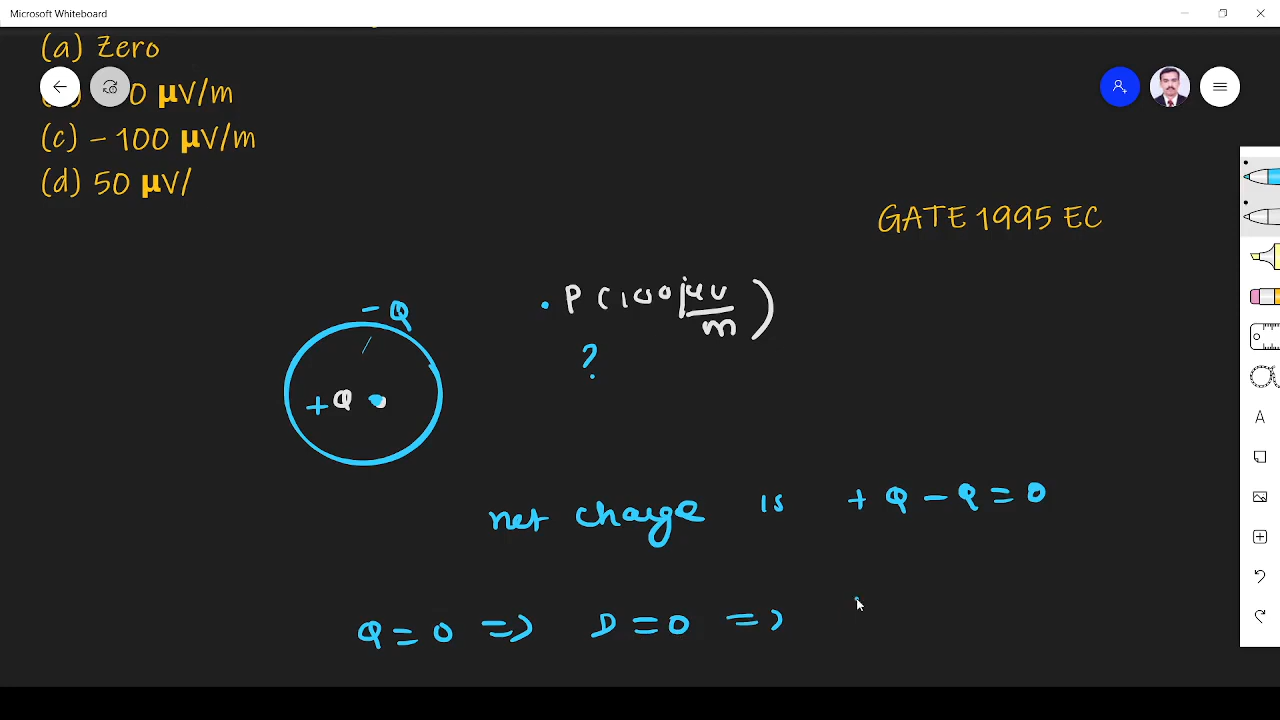 Microsoft Whiteboard
(a) Zero
0 μV/m
(c) - 100 μV/m
(d) 50 μV/
GATE 1995 EC
- Q
. P (100 μV/m)
?
+ Q
net charge is + Q - Q = 0
Q = 0 => D = 0 =>
A